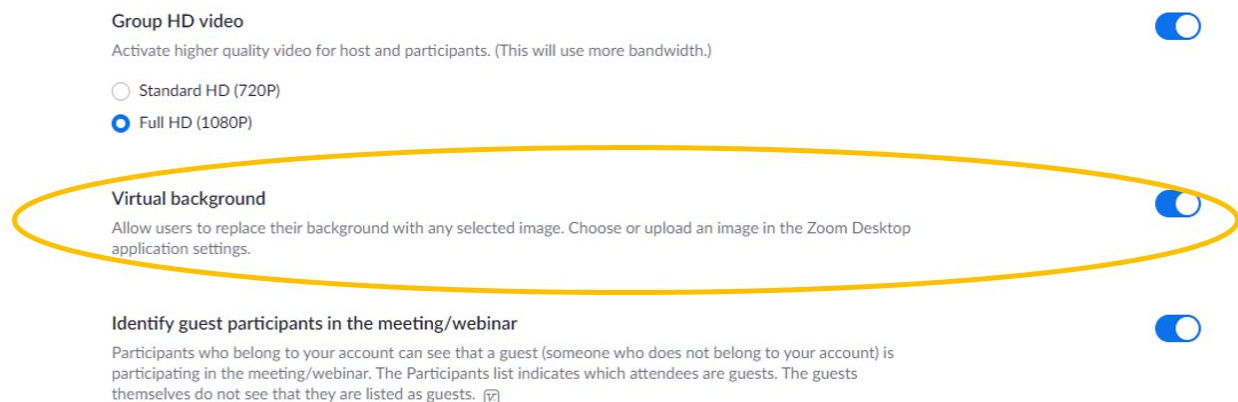 Group HD video
Activate higher quality video for host and participants. (This will use more bandwidth.)
Standard HD (720P)
Full HD (1080P)
Virtual background
Allow users to replace their background with any selected image. Choose or upload an image in the Zoom Desktop
application settings.
Identify guest participants in the meeting/webinar
Participants who belong to your account can see that a guest (someone who does not belong to your account) is
participating in the meeting/webinar. The Participants list indicates which attendees are guests. The guests
themselves do not see that they are listed as guests.